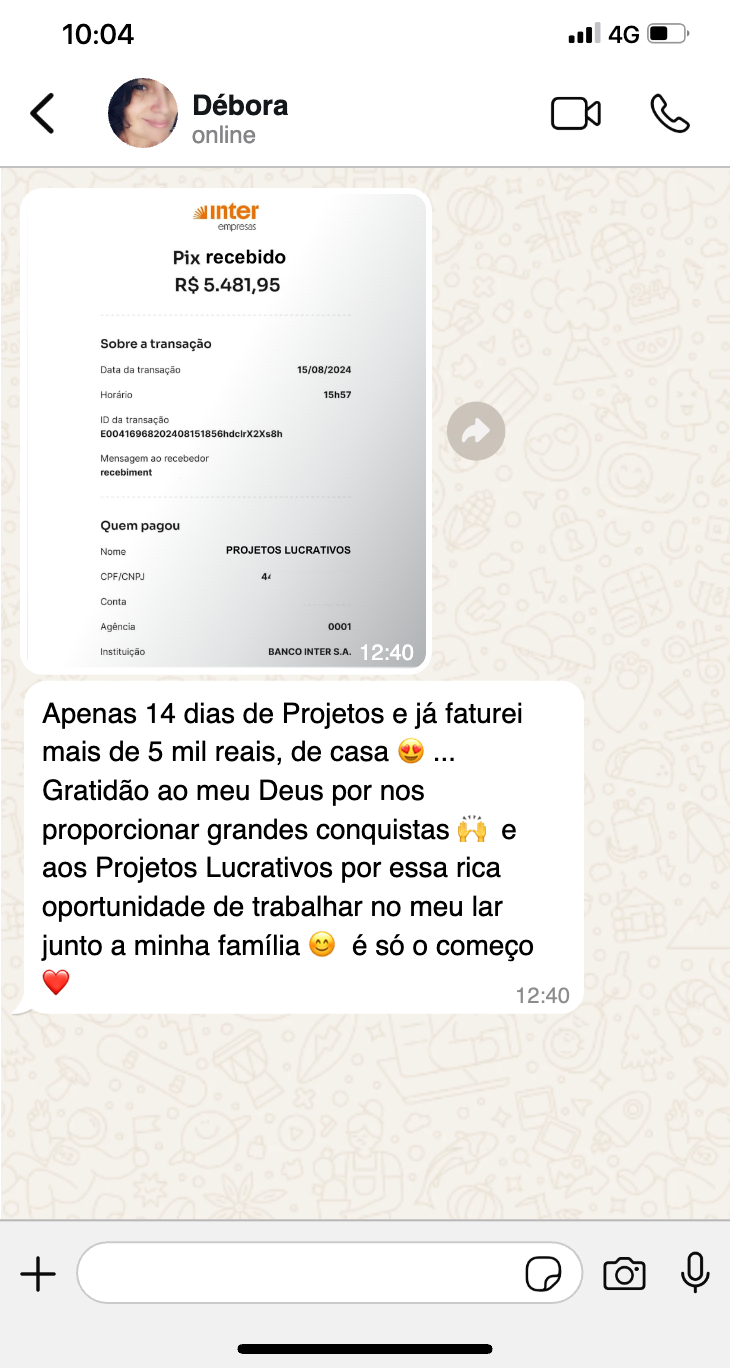 10:04
4G
Débora
online
inter
empresas
Pix recebido
R$ 5.481,95
Sobre a transação
Data da transação 15/08/2024
Horário 15h57
ID da transação
E00416968202408151856hdcIrX2Xs8h
Mensagem ao recebedor
recebiment
Quem pagou
Nome PROJETOS LUCRATIVOS
CPF/CNPJ 44
Conta
Agência 0001
Instituição BANCO INTER S.A. 12:40
Apenas 14 dias de Projetos e já faturei
mais de 5 mil reais, de casa 😍 ...
Gratidão ao meu Deus por nos
proporcionar grandes conquistas 🙌 e
aos Projetos Lucrativos por essa rica
oportunidade de trabalhar no meu lar
junto a minha família 😊 é só o começo
❤️
12:40